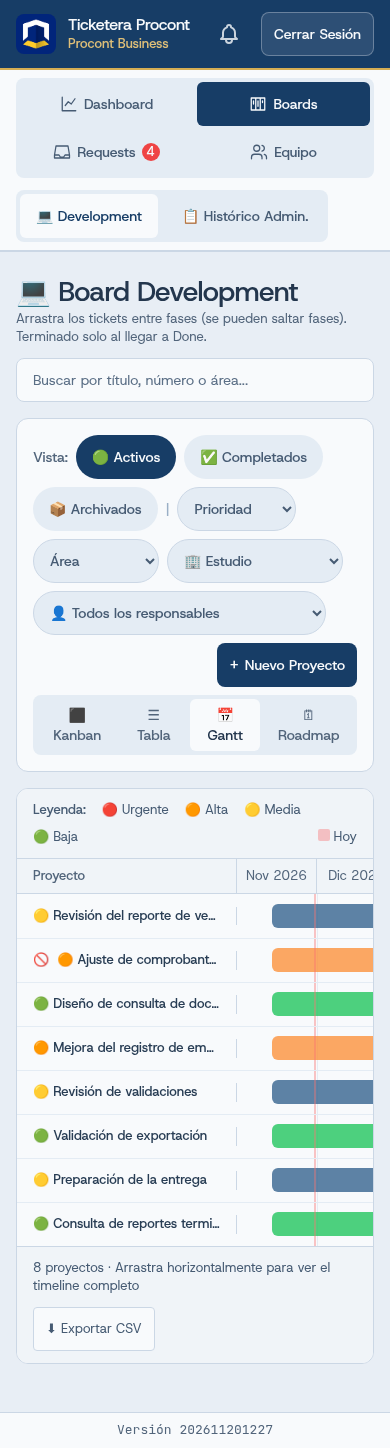 Ticketera Procont
Procont Business
Cerrar Sesión
Dashboard
Boards
Requests 4
Equipo
💻 Development
📋 Histórico Admin.
💻 Board Development
Arrastra los tickets entre fases (se pueden saltar fases).
Terminado solo al llegar a Done.
Buscar por título, número o área...
Vista: 🟢 Activos ✅ Completados
📦 Archivados | Prioridad
Área 🏢 Estudio
👤 Todos los responsables
+ Nuevo Proyecto
Kanban Tabla Gantt Roadmap
Leyenda: 🔴 Urgente 🟠 Alta 🟡 Media
🟢 Baja Hoy
Proyecto Nov 2026 Dic 202
🟡 Revisión del reporte de ve...
🚫 🟠 Ajuste de comprobant...
🟢 Diseño de consulta de doc...
🟠 Mejora del registro de em...
🟡 Revisión de validaciones
🟢 Validación de exportación
🟡 Preparación de la entrega
🟢 Consulta de reportes termi...
8 proyectos · Arrastra horizontalmente para ver el
timeline completo
⬇ Exportar CSV
Versión 202611201227